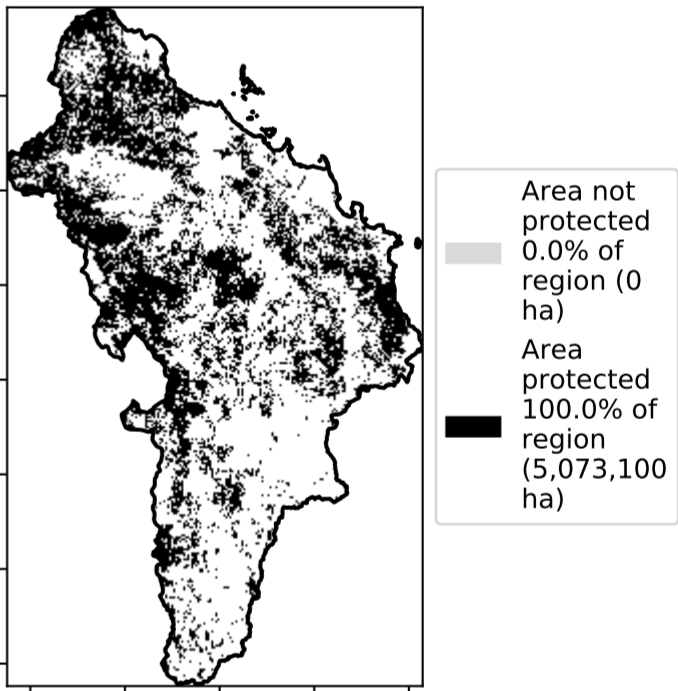 Area not
protected
0.0% of
region (0
ha)
Area
protected
100.0% of
region
(5,073,100
ha)